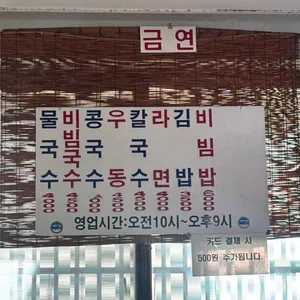 금연
물국수
비빔국수
콩국수
우동
칼국수
라면
김밥
비빔밥
영업시간:오전10시~오후9시
카드 결제 시
500원 추가됩니다.